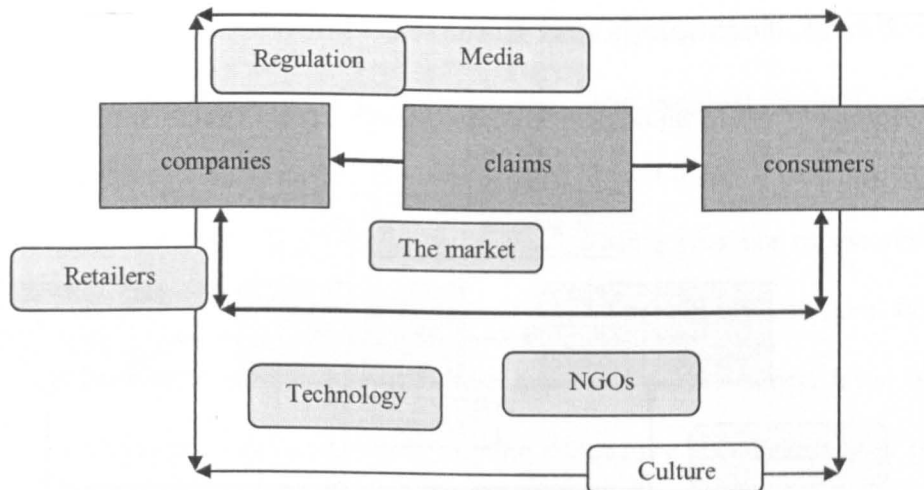 Regulation
Media
companies
claims
consumers
The market
Retailers
Technology
NGOs
Culture